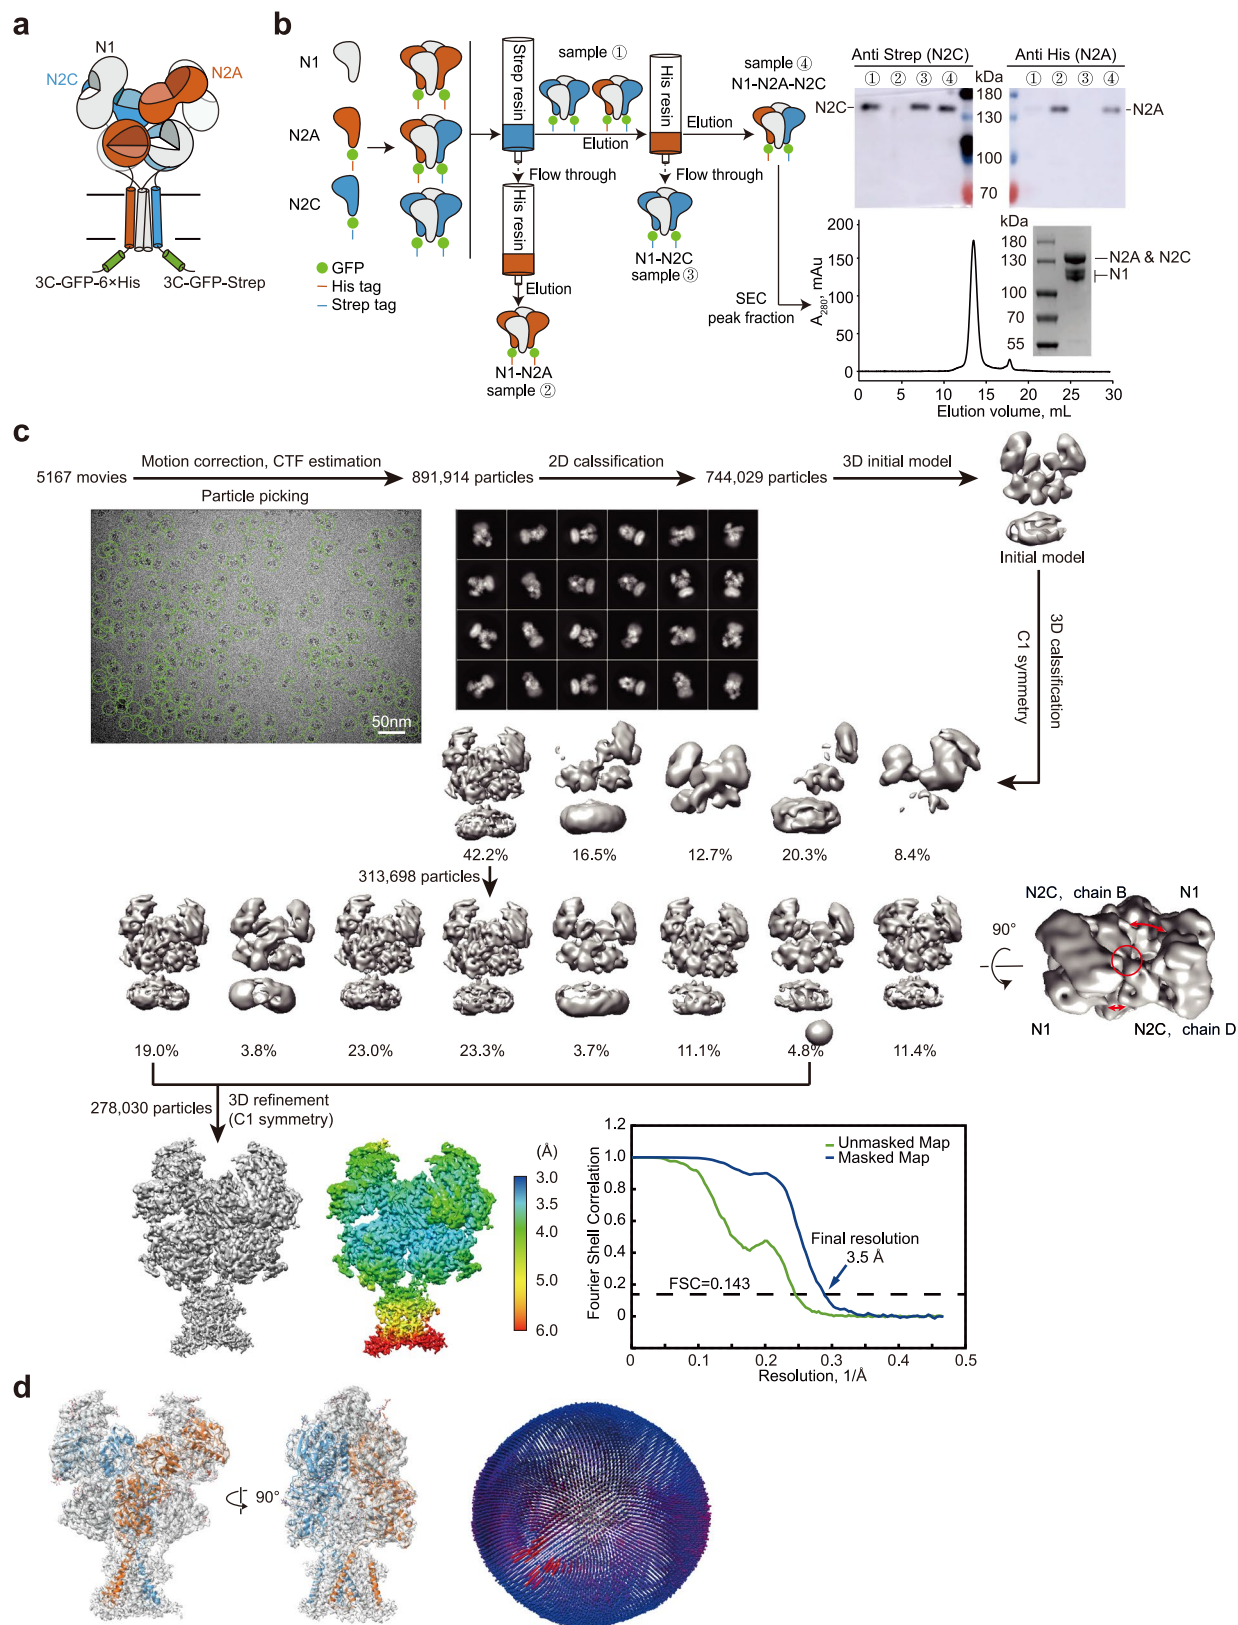 a
N1
N2C
N2A
3C-GFP-6×His
3C-GFP-Strep
b
N1
N2A
N2C
GFP
His tag
Strep tag
Strep resin
sample ①
Elution
Flow through
His resin
Elution
N1-N2A
sample ②
His resin
Elution
Flow through
N1-N2C
sample ③
sample ④
N1-N2A-N2C
SEC
peak fraction
Anti Strep (N2C)
① ② ③ ④
kDa
Anti His (N2A)
① ② ③ ④
N2C
180
130
100
70
N2A
kDa
180
130
100
70
55
N2A & N2C
N1
A280, mAu
200
150
100
50
0
0 5 10 15 20 25 30
Elution volume, mL
c
5167 movies
Motion correction, CTF estimation
Particle picking
891,914 particles
2D calssification
744,029 particles
3D initial model
Initial model
50nm
3D calssification
C1 symmetry
42.2%
16.5%
12.7%
20.3%
8.4%
313,698 particles
90°
N2C, chain B
N1
N1
N2C, chain D
19.0%
3.8%
23.0%
23.3%
3.7%
11.1%
4.8%
11.4%
278,030 particles
3D refinement
(C1 symmetry)
(Å)
3.0
3.5
4.0
5.0
6.0
Fourier Shell Correlation
1.2
1.0
0.8
0.6
0.4
0.2
0
Unmasked Map
Masked Map
Final resolution
3.5 Å
FSC=0.143
0 0.1 0.2 0.3 0.4 0.5
Resolution, 1/Å
d
90°